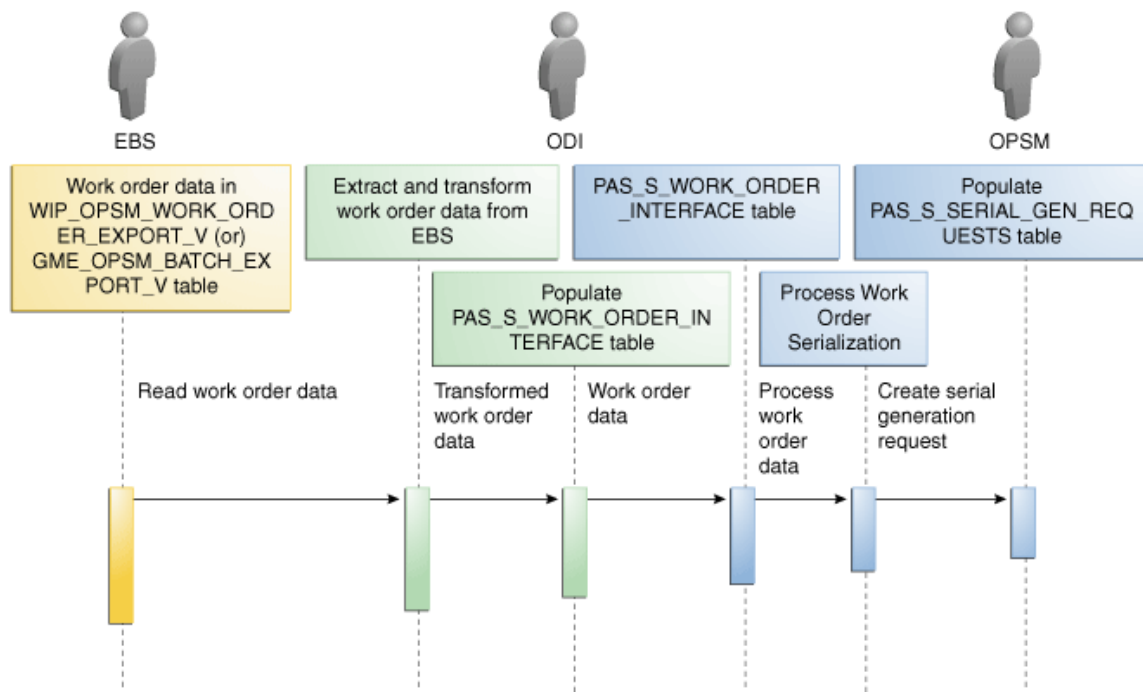 EBS
ODI
OPSM
Work order data in
WIP_OPSM_WORK_ORD
ER_EXPORT_V (or)
GME_OPSM_BATCH_EX
PORT_V table
Extract and transform
work order data from
EBS
PAS_S_WORK_ORDER
_INTERFACE table
Populate
PAS_S_SERIAL_GEN_REQ
UESTS table
Populate
PAS_S_WORK_ORDER_IN
TERFACE table
Process Work
Order
Serialization
Read work order data
Transformed
work order
data
Work order
data
Process
work
order
data
Create serial
generation
request